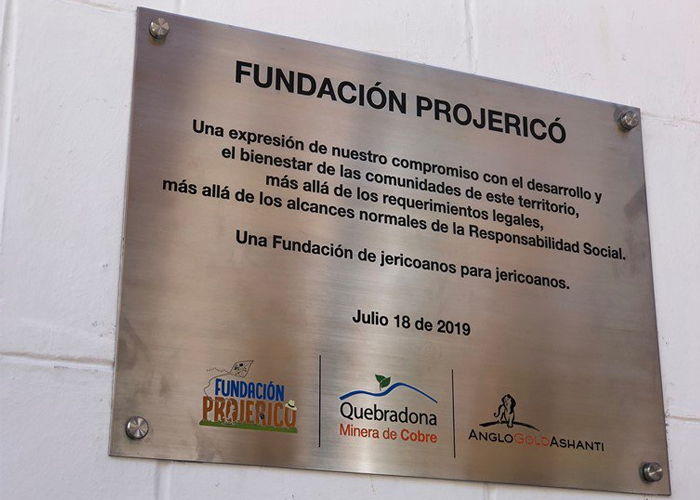 FUNDACIÓN PROJERICÓ
Una expresión de nuestro compromiso con el desarrollo y
el bienestar de las comunidades de este territorio,
más allá de los requerimientos legales,
más allá de los alcances normales de la Responsabilidad Social.
Una Fundación de jericoanos para jericoanos.
Julio 18 de 2019
FUNDACIÓN
PROJERICÓ
Quebradona
Minera de Cobre
ANGLOGOLDASHANTI